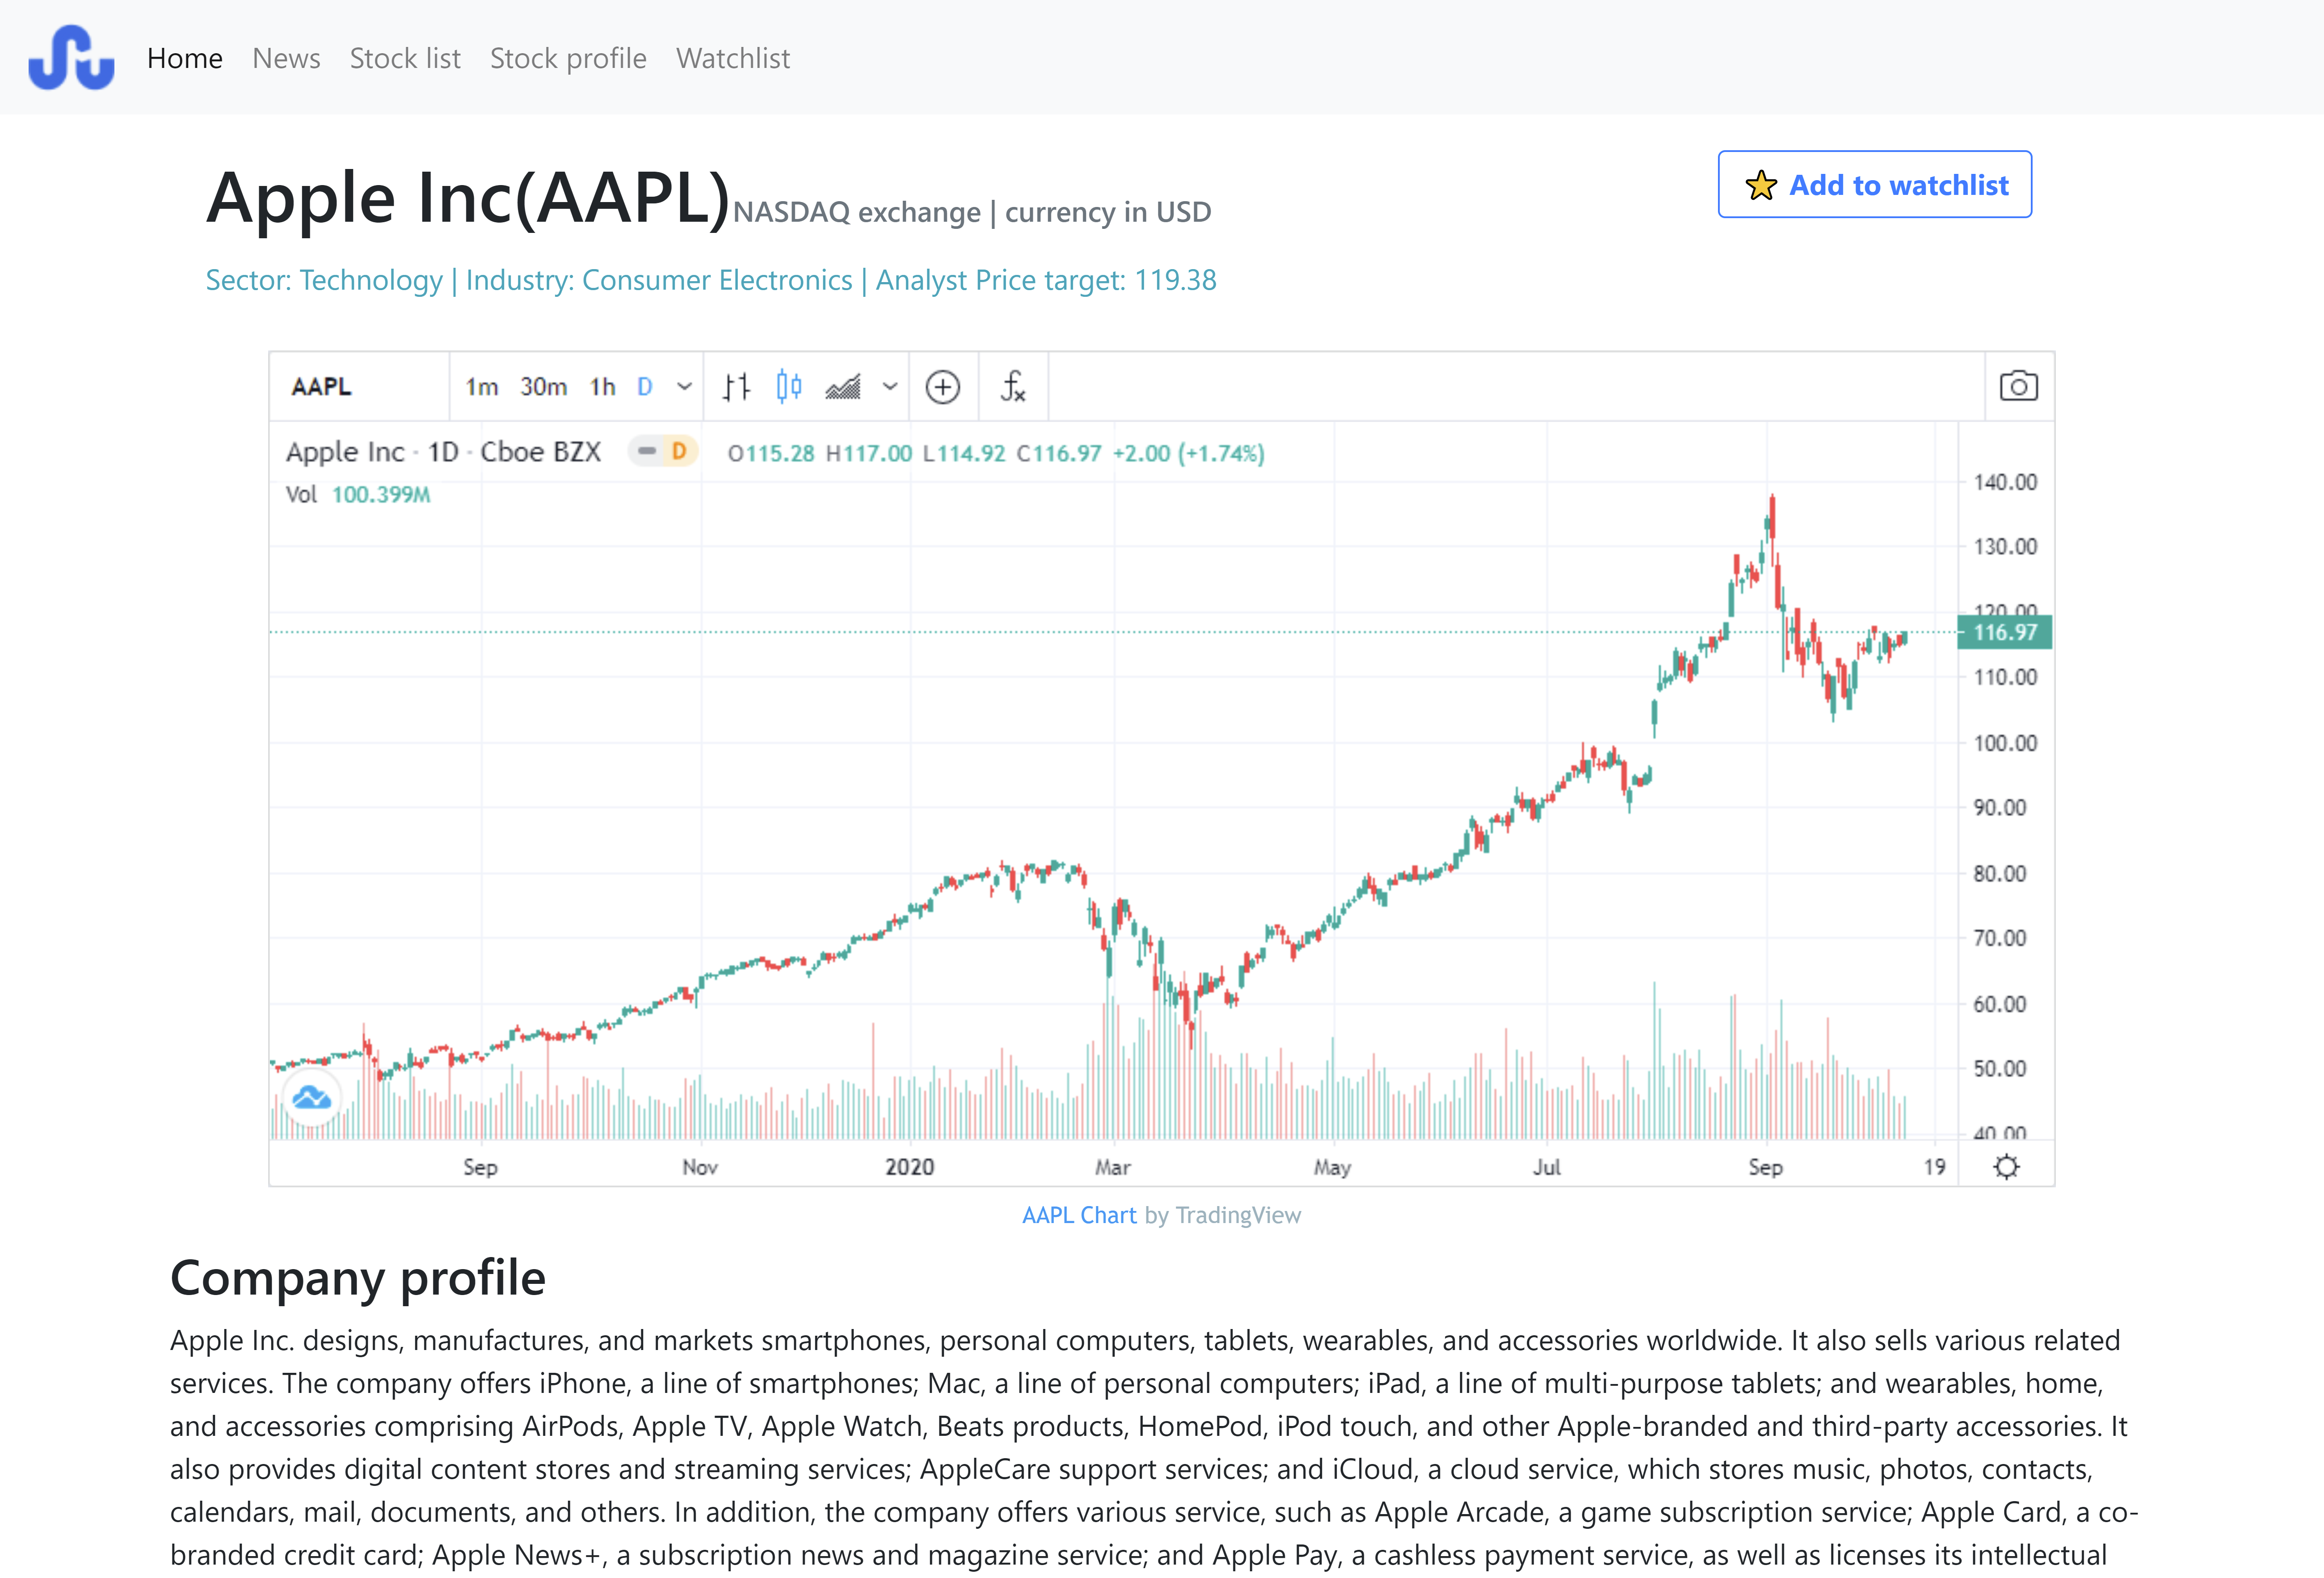 Home News Stock list Stock profile Watchlist
Apple Inc(AAPL)NASDAQ exchange | currency in USD
Add to watchlist
Sector: Technology | Industry: Consumer Electronics | Analyst Price target: 119.38
AAPL 1m 30m 1h D
Apple Inc · 1D · Cboe BZX D O115.28 H117.00 L114.92 C116.97 +2.00 (+1.74%)
Vol 100.399M
140.00
130.00
120.00
116.97
110.00
100.00
90.00
80.00
70.00
60.00
50.00
40.00
Sep Nov 2020 Mar May Jul Sep 19
AAPL Chart by TradingView
Company profile
Apple Inc. designs, manufactures, and markets smartphones, personal computers, tablets, wearables, and accessories worldwide. It also sells various related
services. The company offers iPhone, a line of smartphones; Mac, a line of personal computers; iPad, a line of multi-purpose tablets; and wearables, home,
and accessories comprising AirPods, Apple TV, Apple Watch, Beats products, HomePod, iPod touch, and other Apple-branded and third-party accessories. It
also provides digital content stores and streaming services; AppleCare support services; and iCloud, a cloud service, which stores music, photos, contacts,
calendars, mail, documents, and others. In addition, the company offers various service, such as Apple Arcade, a game subscription service; Apple Card, a co-
branded credit card; Apple News+, a subscription news and magazine service; and Apple Pay, a cashless payment service, as well as licenses its intellectual